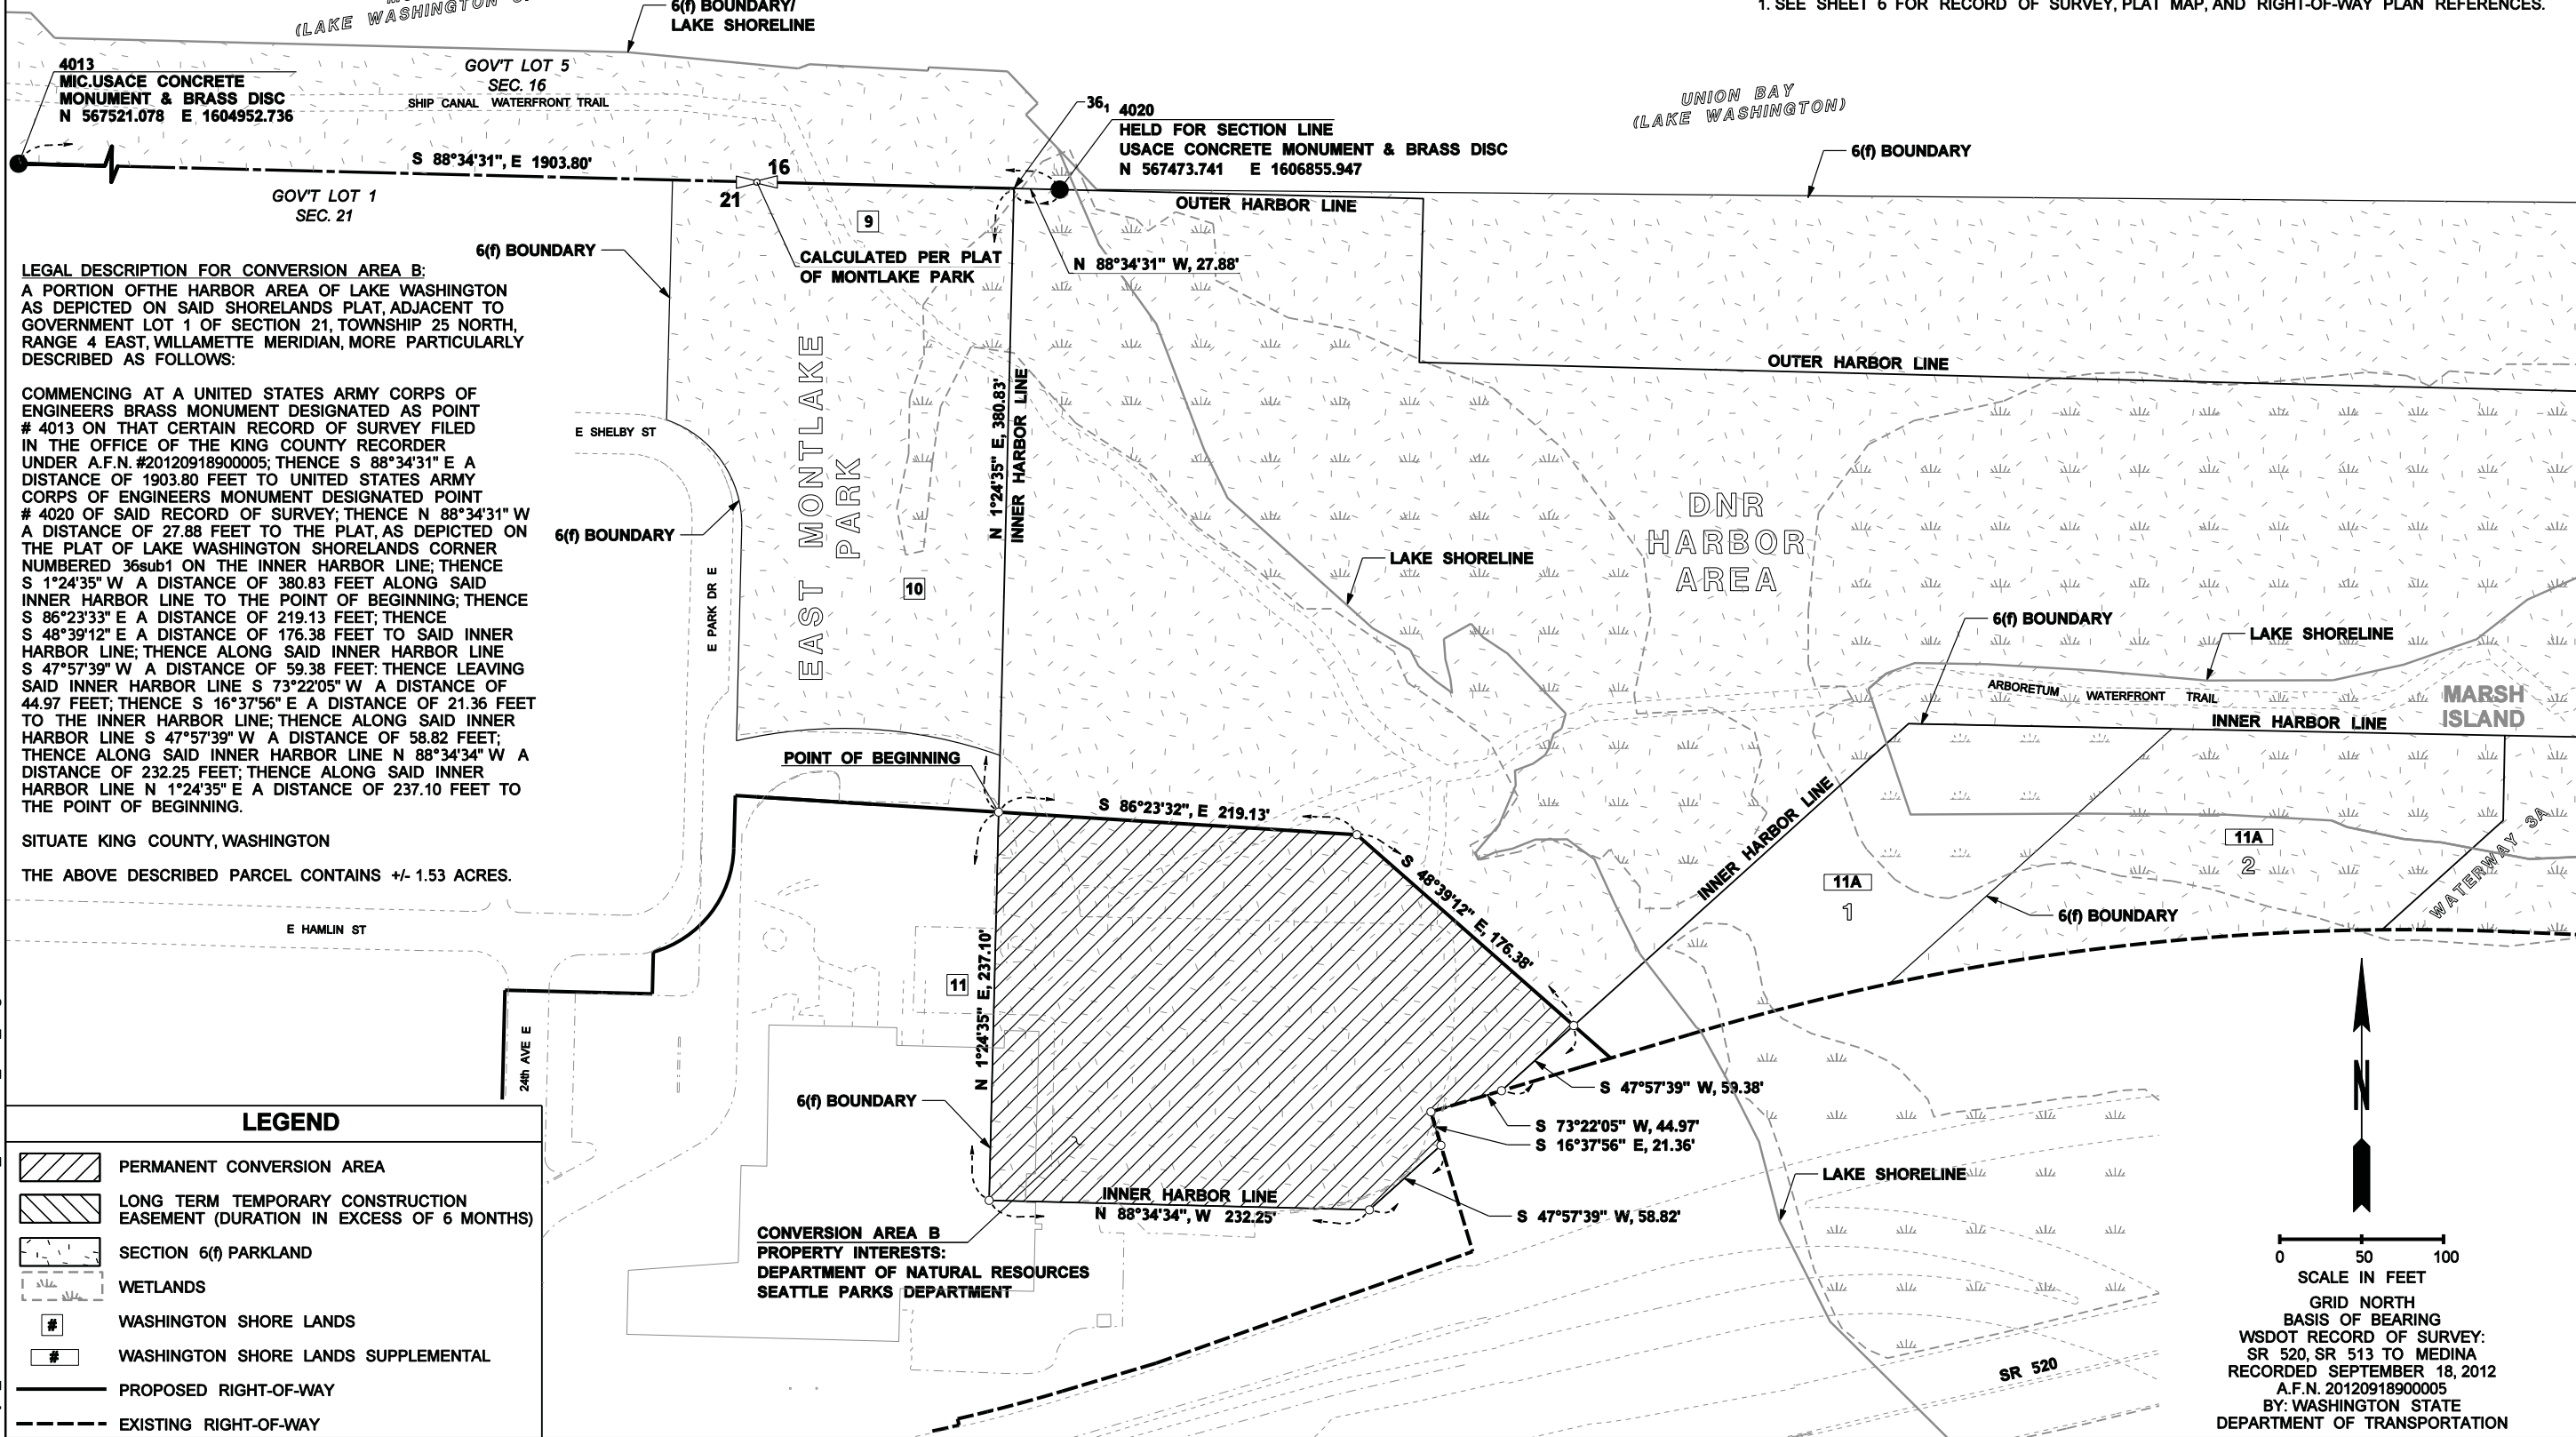 (LAKE WASHINGTON
6(f) BOUNDARY/
LAKE SHORELINE
1. SEE SHEET 6 FOR RECORD OF SURVEY, PLAT MAP, AND RIGHT-OF-WAY PLAN REFERENCES.
4013
MIC.USACE CONCRETE
MONUMENT & BRASS DISC
N 567521.078 E 1604952.736
GOV'T LOT 5
SEC. 16
SHIP CANAL WATERFRONT TRAIL
36₁
4020
HELD FOR SECTION LINE
USACE CONCRETE MONUMENT & BRASS DISC
N 567473.741 E 1606855.947
UNION BAY
(LAKE WASHINGTON)
6(f) BOUNDARY
S 88°34'31", E 1903.80'
16
21
GOV'T LOT 1
SEC. 21
9
OUTER HARBOR LINE
6(f) BOUNDARY
CALCULATED PER PLAT
OF MONTLAKE PARK
N 88°34'31" W, 27.88'
LEGAL DESCRIPTION FOR CONVERSION AREA B:
A PORTION OFTHE HARBOR AREA OF LAKE WASHINGTON
AS DEPICTED ON SAID SHORELANDS PLAT, ADJACENT TO
GOVERNMENT LOT 1 OF SECTION 21, TOWNSHIP 25 NORTH,
RANGE 4 EAST, WILLAMETTE MERIDIAN, MORE PARTICULARLY
DESCRIBED AS FOLLOWS:
COMMENCING AT A UNITED STATES ARMY CORPS OF
ENGINEERS BRASS MONUMENT DESIGNATED AS POINT
# 4013 ON THAT CERTAIN RECORD OF SURVEY FILED
IN THE OFFICE OF THE KING COUNTY RECORDER
UNDER A.F.N. #20120918900005; THENCE S 88°34'31" E A
DISTANCE OF 1903.80 FEET TO UNITED STATES ARMY
CORPS OF ENGINEERS MONUMENT DESIGNATED POINT
# 4020 OF SAID RECORD OF SURVEY; THENCE N 88°34'31" W
A DISTANCE OF 27.88 FEET TO THE PLAT, AS DEPICTED ON
THE PLAT OF LAKE WASHINGTON SHORELANDS CORNER
NUMBERED 36sub1 ON THE INNER HARBOR LINE; THENCE
S 1°24'35" W A DISTANCE OF 380.83 FEET ALONG SAID
INNER HARBOR LINE TO THE POINT OF BEGINNING; THENCE
S 86°23'33" E A DISTANCE OF 219.13 FEET; THENCE
S 48°39'12" E A DISTANCE OF 176.38 FEET TO SAID INNER
HARBOR LINE; THENCE ALONG SAID INNER HARBOR LINE
S 47°57'39" W A DISTANCE OF 59.38 FEET: THENCE LEAVING
SAID INNER HARBOR LINE S 73°22'05" W A DISTANCE OF
44.97 FEET; THENCE S 16°37'56" E A DISTANCE OF 21.36 FEET
TO THE INNER HARBOR LINE; THENCE ALONG SAID INNER
HARBOR LINE S 47°57'39" W A DISTANCE OF 58.82 FEET;
THENCE ALONG SAID INNER HARBOR LINE N 88°34'34" W A
DISTANCE OF 232.25 FEET; THENCE ALONG SAID INNER
HARBOR LINE N 1°24'35" E A DISTANCE OF 237.10 FEET TO
THE POINT OF BEGINNING.
SITUATE KING COUNTY, WASHINGTON
THE ABOVE DESCRIBED PARCEL CONTAINS +/- 1.53 ACRES.
E SHELBY ST
6(f) BOUNDARY
E PARK DR E
EAST MONTLAKE
PARK
10
N 1°24'35" E, 380.83'
INNER HARBOR LINE
OUTER HARBOR LINE
DNR
HARBOR
AREA
LAKE SHORELINE
6(f) BOUNDARY
LAKE SHORELINE
ARBORETUM WATERFRONT TRAIL
MARSH
ISLAND
INNER HARBOR LINE
POINT OF BEGINNING
S 86°23'32", E 219.13'
S 48°39'12" E, 176.38'
INNER HARBOR LINE
11A
1
11A
2
WATERWAY 3A
6(f) BOUNDARY
E HAMLIN ST
24th AVE E
11
N 1°24'35" E, 237.10'
6(f) BOUNDARY
S 47°57'39" W, 59.38'
S 73°22'05" W, 44.97'
S 16°37'56" E, 21.36'
S 47°57'39" W, 58.82'
LAKE SHORELINE
INNER HARBOR LINE
N 88°34'34", W 232.25'
CONVERSION AREA B
PROPERTY INTERESTS:
DEPARTMENT OF NATURAL RESOURCES
SEATTLE PARKS DEPARTMENT
SR 520
LEGEND
PERMANENT CONVERSION AREA
LONG TERM TEMPORARY CONSTRUCTION
EASEMENT (DURATION IN EXCESS OF 6 MONTHS)
SECTION 6(f) PARKLAND
WETLANDS
# WASHINGTON SHORE LANDS
# WASHINGTON SHORE LANDS SUPPLEMENTAL
PROPOSED RIGHT-OF-WAY
EXISTING RIGHT-OF-WAY
N
0 50 100
SCALE IN FEET
GRID NORTH
BASIS OF BEARING
WSDOT RECORD OF SURVEY:
SR 520, SR 513 TO MEDINA
RECORDED SEPTEMBER 18, 2012
A.F.N. 20120918900005
BY: WASHINGTON STATE
DEPARTMENT OF TRANSPORTATION